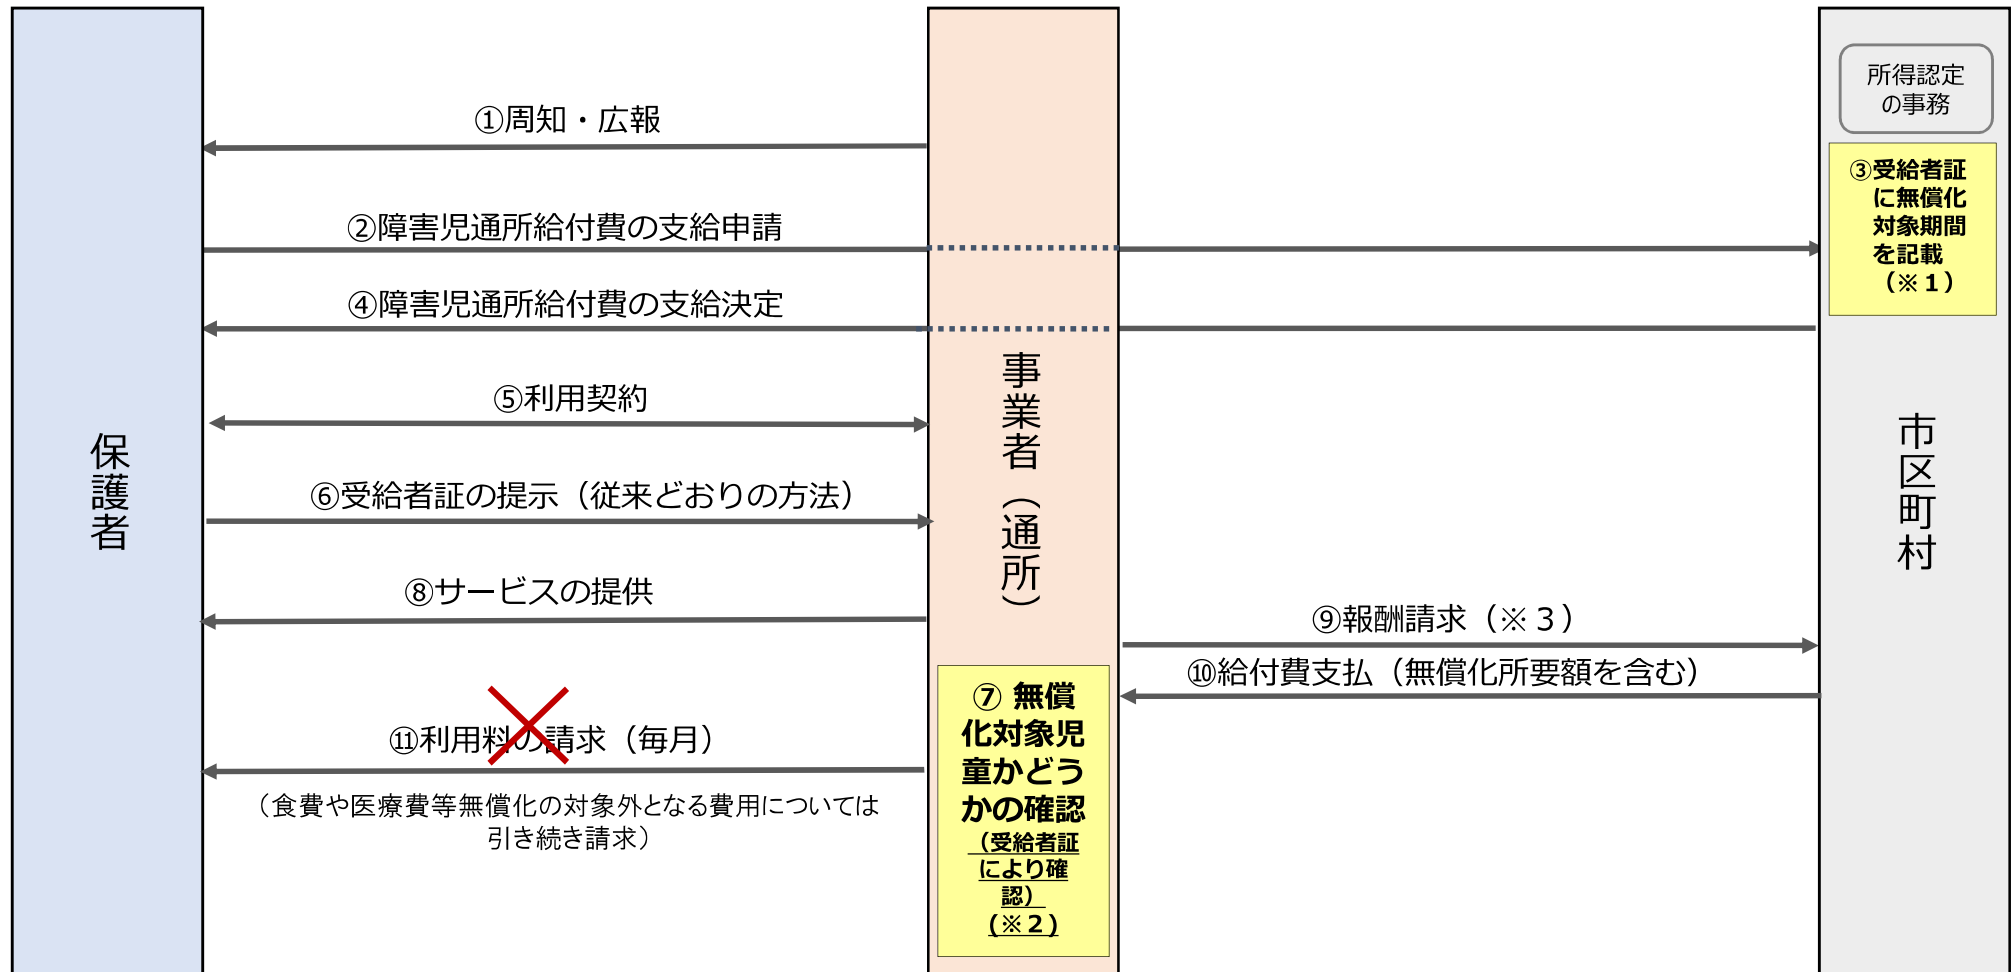 所得認定
の事務
①周知・広報
③受給者証
に無償化
対象期間
を記載
（※１）
②障害児通所給付費の支給申請
④障害児通所給付費の支給決定
⑤利用契約
保護者
事業者（通所）
市区町村
⑥受給者証の提示（従来どおりの方法）
⑧サービスの提供
⑨報酬請求（※３）
⑩給付費支払（無償化所要額を含む）
⑦ 無償
化対象児
童かどう
かの確認
（受給者証
により確
認）
（※２）
⑪利用料の請求（毎月）
（食費や医療費等無償化の対象外となる費用については
引き続き請求）